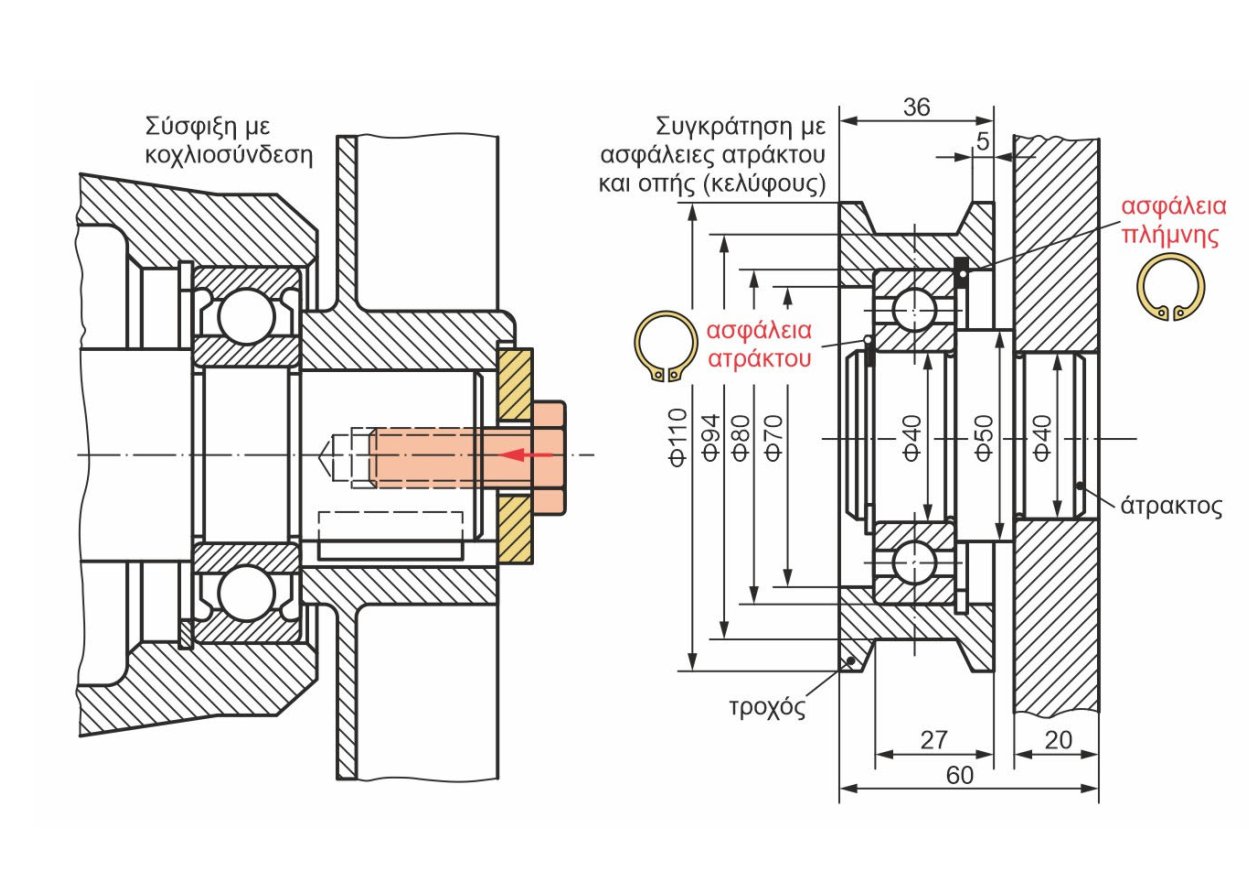 Σύσφιξη με
κοχλιοσύνδεση
Συγκράτηση με
ασφάλειες ατράκτου
και οπής (κελύφους)
36
5
ασφάλεια
πλήμνης
ασφάλεια
ατράκτου
Φ110
Φ94
Φ80
Φ70
Φ40
Φ50
Φ40
άτρακτος
τροχός
27
20
60